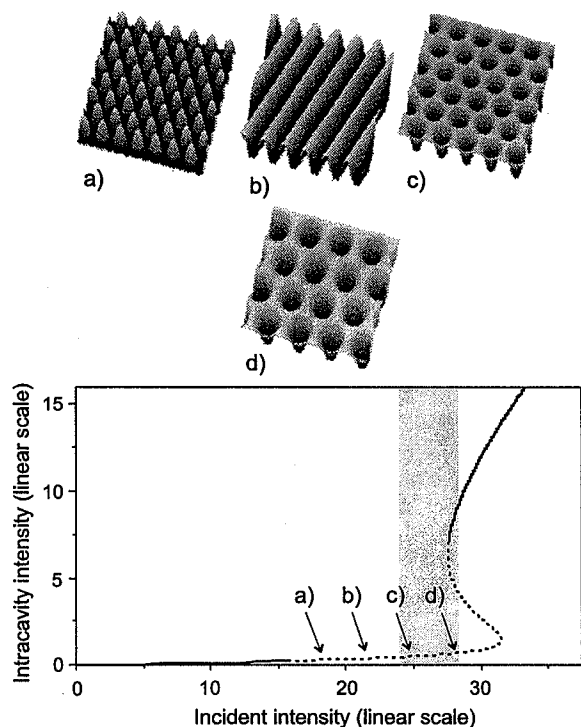 a)
b)
c)
d)
Intracavity intensity (linear scale)
15
10
5
0
a)
b)
c)
d)
0
10
20
30
Incident intensity (linear scale)